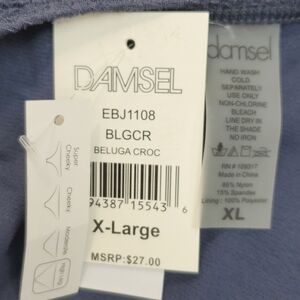 DAMSEL
EBJ1108
BLGCR
BELUGA CROC
94387 15543 6
X-Large
MSRP: $27.00
Super
Cheeky
Cheeky
Moderate
High Leg
damsel
HAND WASH
COLD
SEPARATELY
USE ONLY
NON-CHLORINE
BLEACH
LINE DRY IN
THE SHADE
NO IRON
Made in China
85% Nylon
15% Spandex
Lining: 100% Polyester
XL